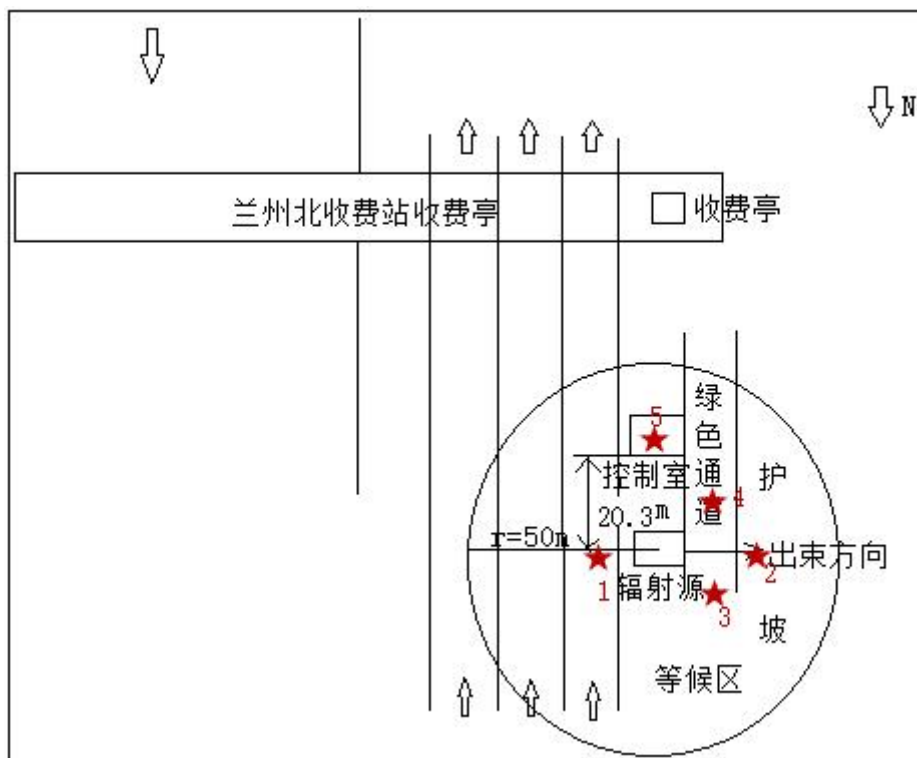 N
兰州北收费站收费亭
收费亭
绿色通道
5
控制室
护坡
4
20.3m
r=50m
出束方向
1
2
辐射源
3
等候区